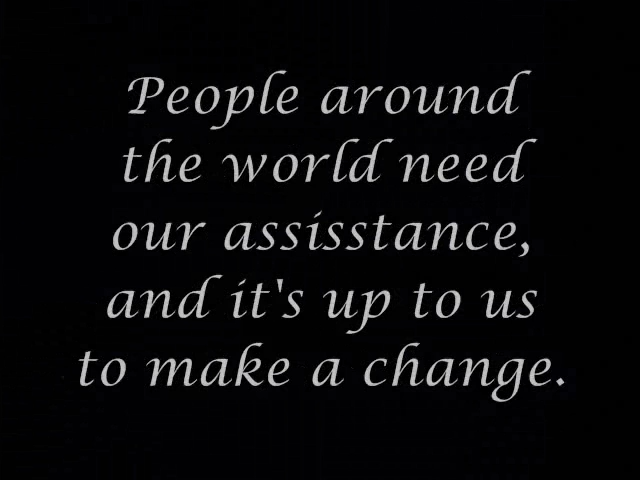 People around
the world need
our assisstance,
and it's up to us
to make a change.